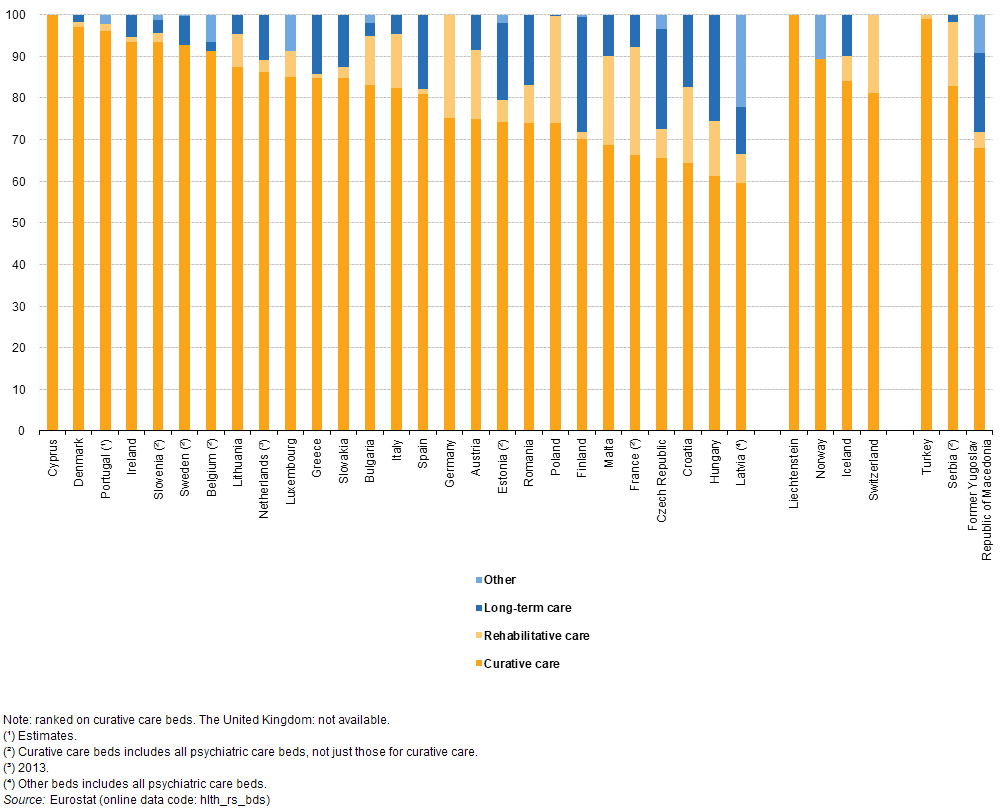 100
90
80
70
60
50
40
30
20
10
0
Cyprus
Denmark
Portugal (¹)
Ireland
Slovenia (²)
Sweden (²)
Belgium (²)
Lithuania
Netherlands (³)
Luxembourg
Greece
Slovakia
Bulgaria
Italy
Spain
Germany
Austria
Estonia (²)
Romania
Poland
Finland
Malta
France (²)
Czech Republic
Croatia
Hungary
Latvia (⁴)
Liechtenstein
Norway
Iceland
Switzerland
Turkey
Serbia (²)
Former Yugoslav
Republic of Macedonia
Other
Long-term care
Rehabilitative care
Curative care
Note: ranked on curative care beds. The United Kingdom: not available.
(¹) Estimates.
(²) Curative care beds includes all psychiatric care beds, not just those for curative care.
(³) 2013.
(⁴) Other beds includes all psychiatric care beds.
Source: Eurostat (online data code: hlth_rs_bds)